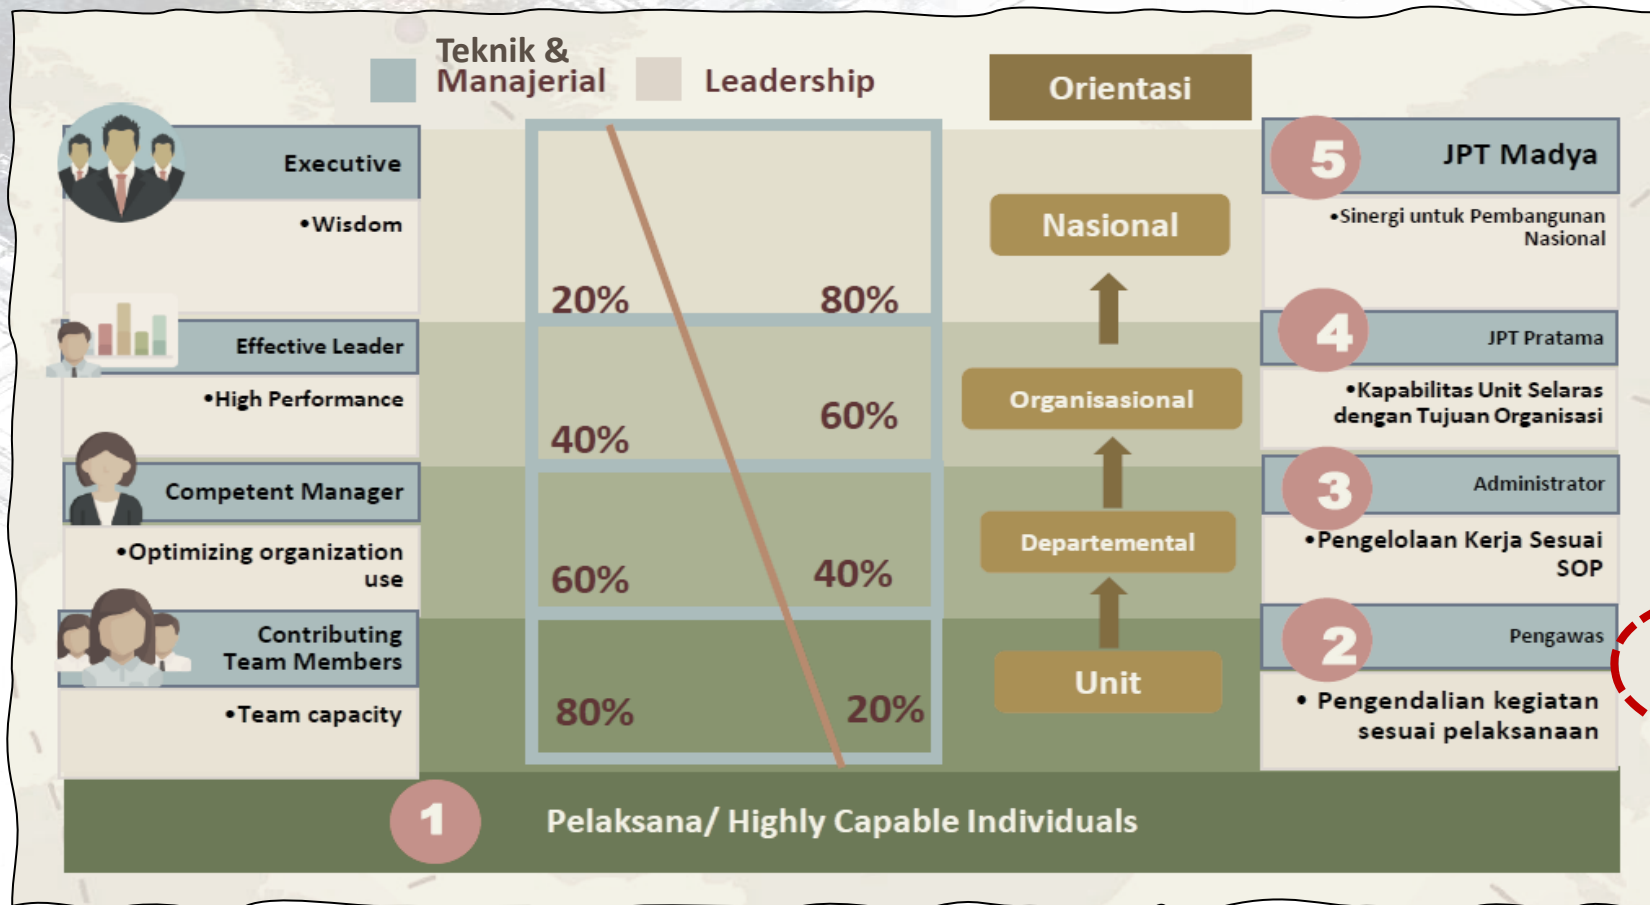 Teknik &
Manajerial
Leadership
Orientasi
Executive
•Wisdom
20%
80%
Nasional
5
JPT Madya
•Sinergi untuk Pembangunan
Nasional
Effective Leader
•High Performance
40%
60%
Organisasional
4
JPT Pratama
•Kapabilitas Unit Selaras
dengan Tujuan Organisasi
Competent Manager
•Optimizing organization
use
60%
40%
Departemental
3
Administrator
•Pengelolaan Kerja Sesuai
SOP
Contributing
Team Members
•Team capacity
80%
20%
Unit
2
Pengawas
• Pengendalian kegiatan
sesuai pelaksanaan
1
Pelaksana/ Highly Capable Individuals